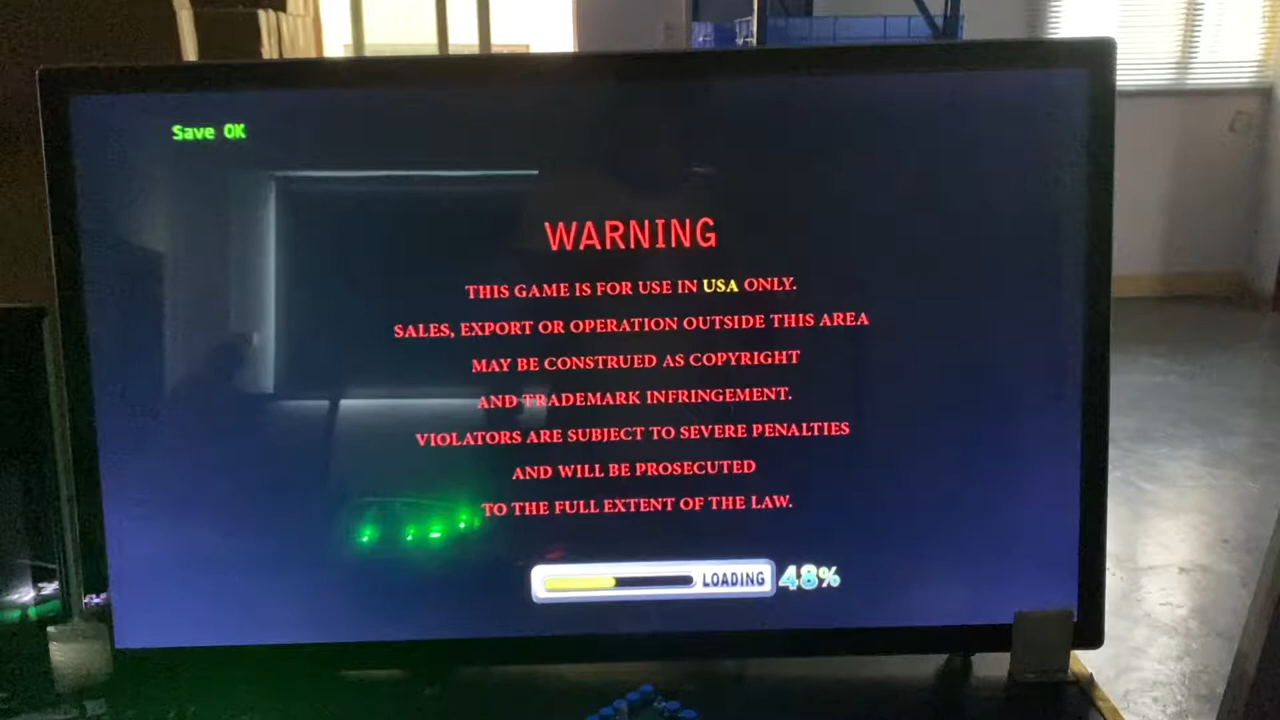 Save OK
WARNING
THIS GAME IS FOR USE IN USA ONLY.
SALES, EXPORT OR OPERATION OUTSIDE THIS AREA
MAY BE CONSTRUED AS COPYRIGHT
AND TRADEMARK INFRINGEMENT.
VIOLATORS ARE SUBJECT TO SEVERE PENALTIES
AND WILL BE PROSECUTED
TO THE FULL EXTENT OF THE LAW.
LOADING 48%